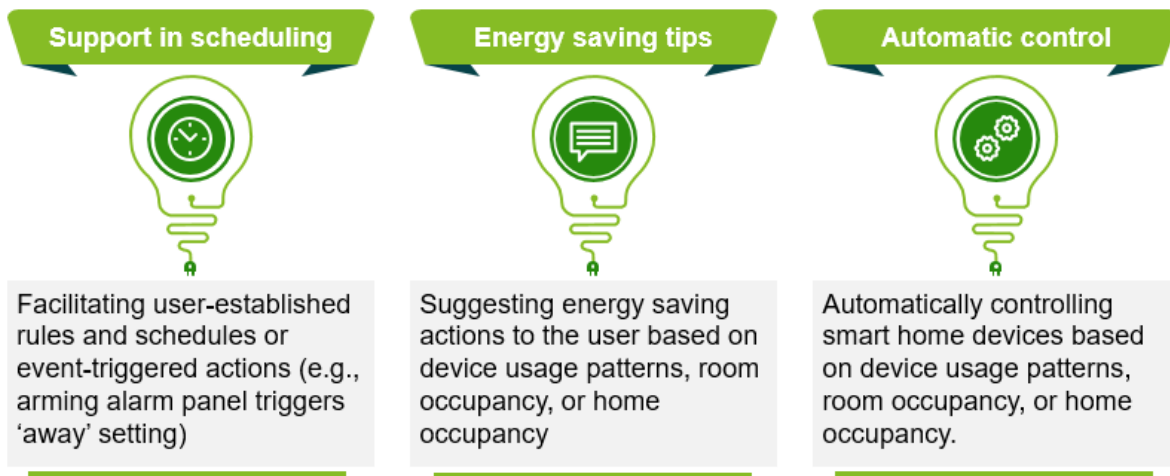 Support in scheduling
Facilitating user-established
rules and schedules or
event-triggered actions (e.g.,
arming alarm panel triggers
‘away’ setting)
Energy saving tips
Suggesting energy saving
actions to the user based on
device usage patterns, room
occupancy, or home
occupancy
Automatic control
Automatically controlling
smart home devices based
on device usage patterns,
room occupancy, or home
occupancy.